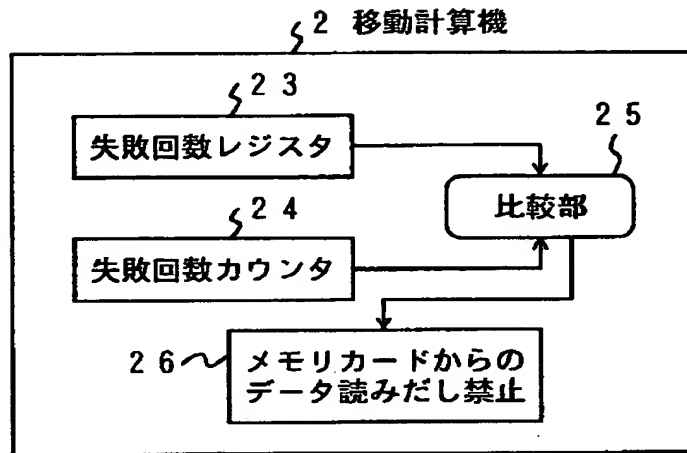 2 移動計算機
23
失敗回数レジスタ
25
比較部
24
失敗回数カウンタ
26
メモリカードからの
データ読みだし禁止